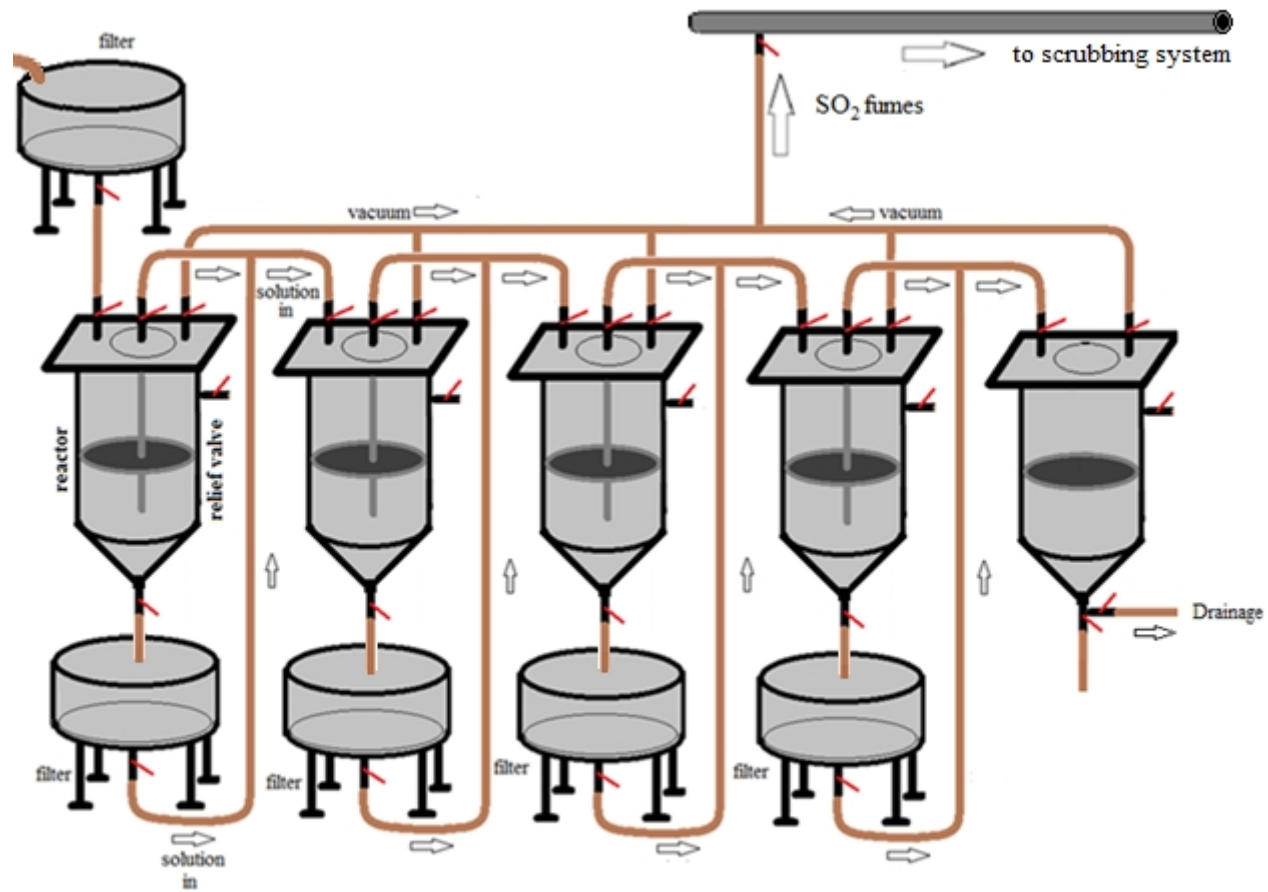 filter
to scrubbing system
SO₂ fumes
vacuum
vacuum
solution
in
reactor
relief valve
Drainage
filter
filter
filter
filter
solution
in